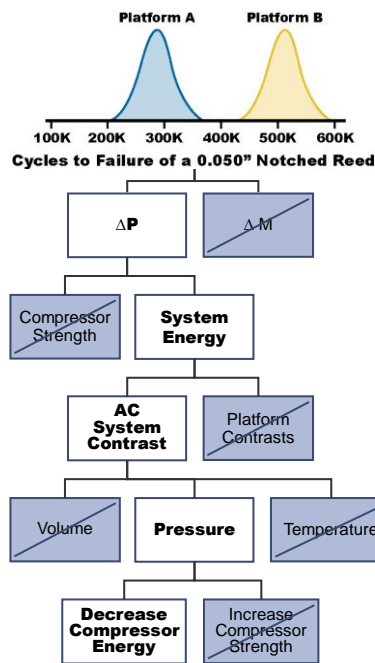 Platform A Platform B
100K 200K 300K 400K 500K 600K
Cycles to Failure of a 0.050” Notched Reed
∆P ∆ M
Compressor
Strength
System
Energy
AC
System
Contrast
Platform
Contrasts
Volume Pressure Temperature
Decrease
Compressor
Energy
Increase
Compressor
Strength